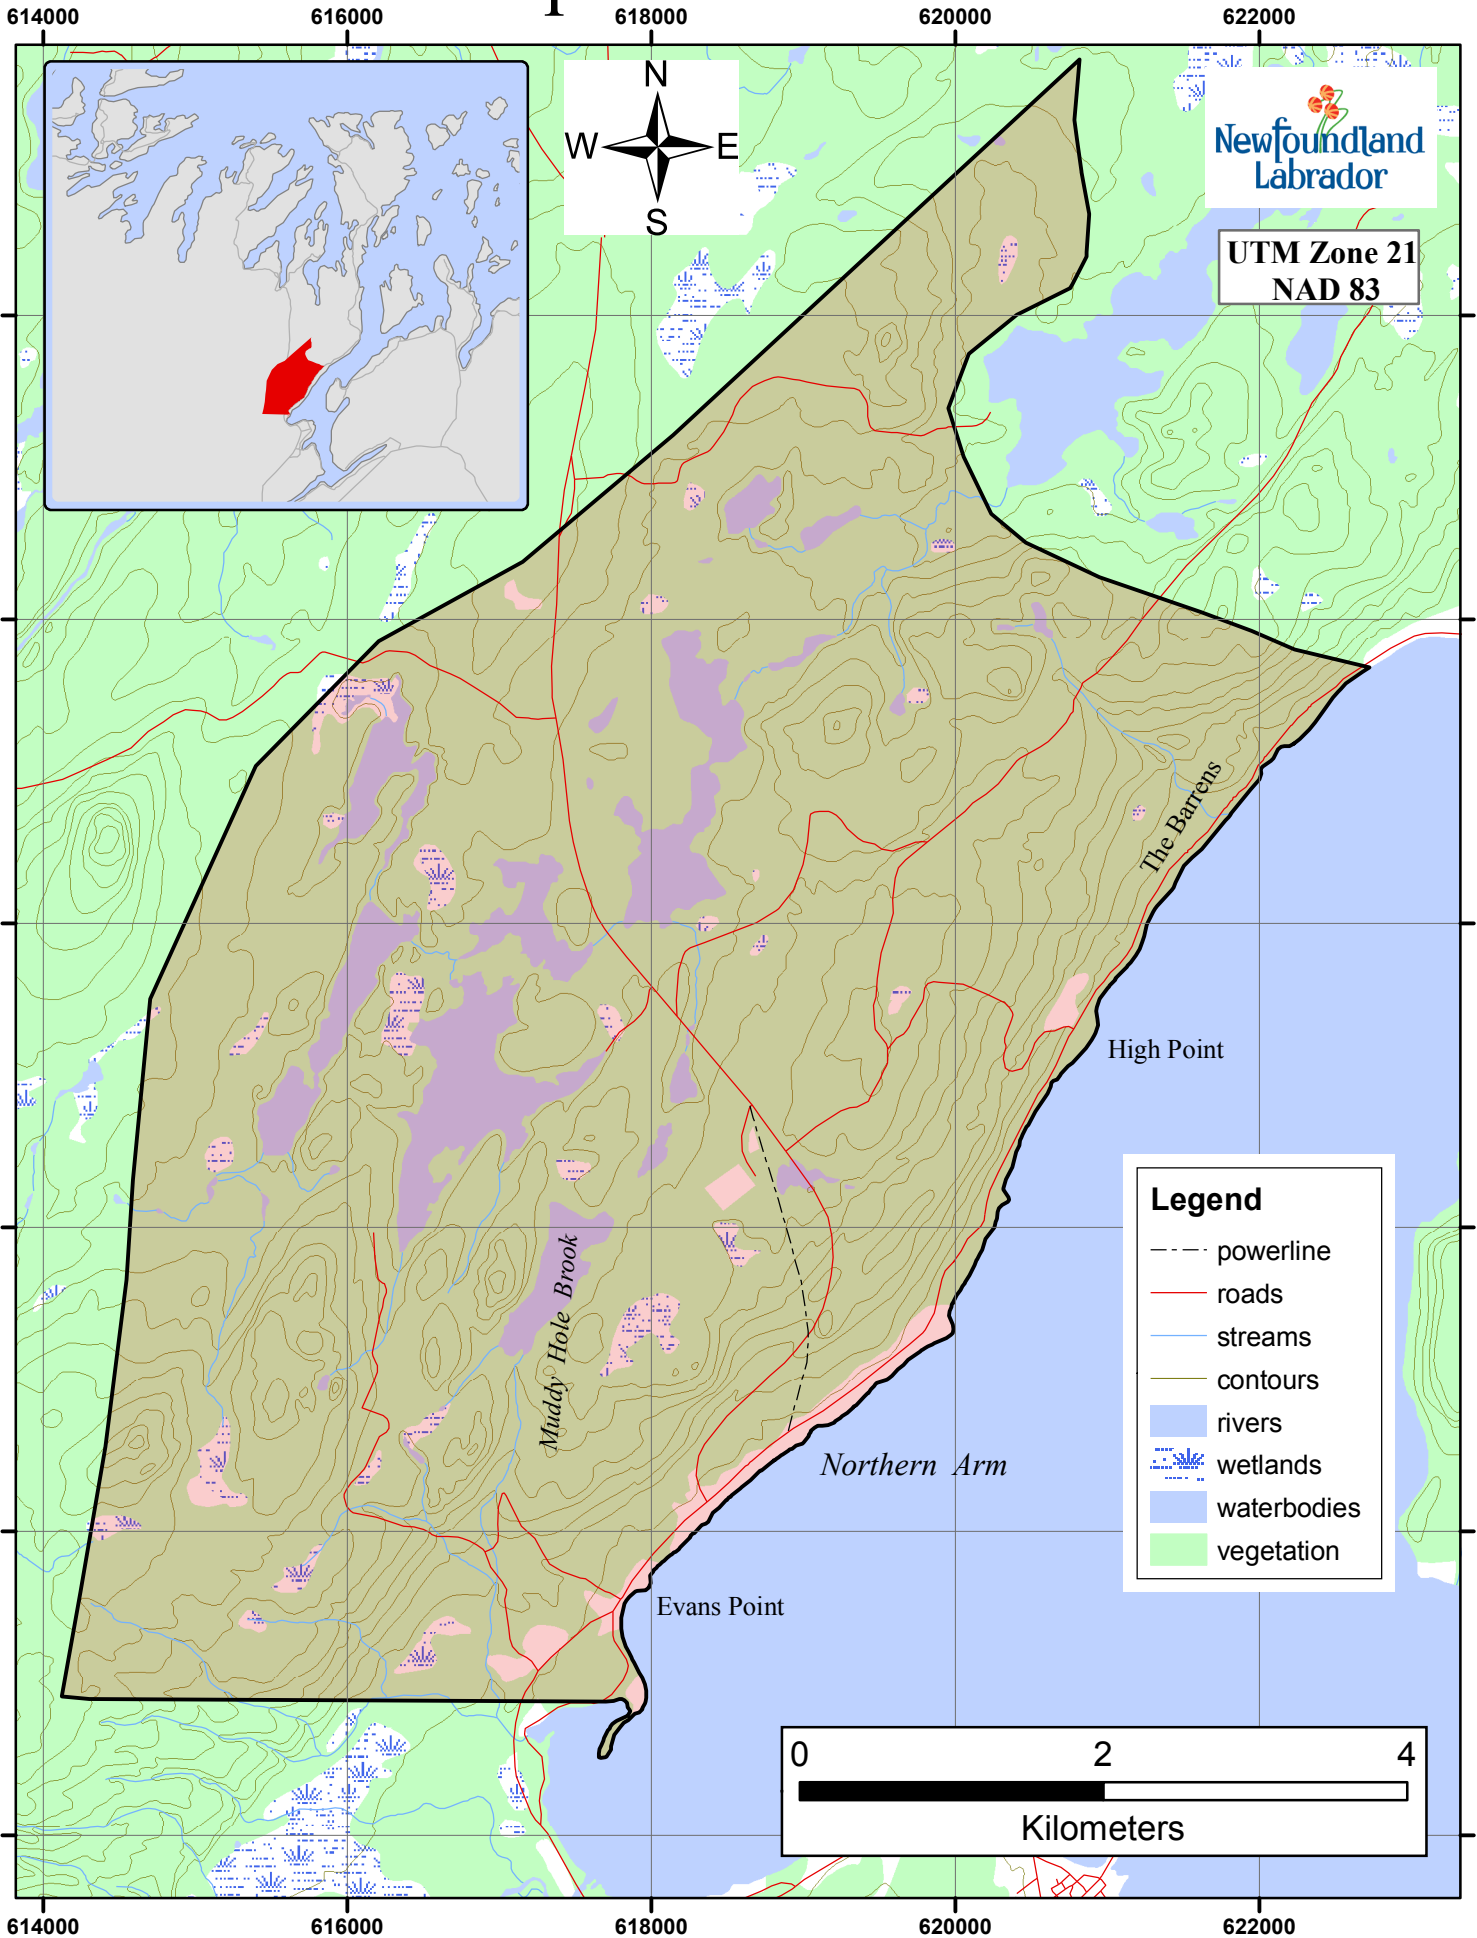 614000 616000 618000 620000 622000
N
W E
S
Newfoundland
Labrador
UTM Zone 21
NAD 83
The Barrens
High Point
Muddy Hole Brook
Northern Arm
Evans Point
Legend
powerline
roads
streams
contours
rivers
wetlands
waterbodies
vegetation
0 2 4
Kilometers
614000 616000 618000 620000 622000